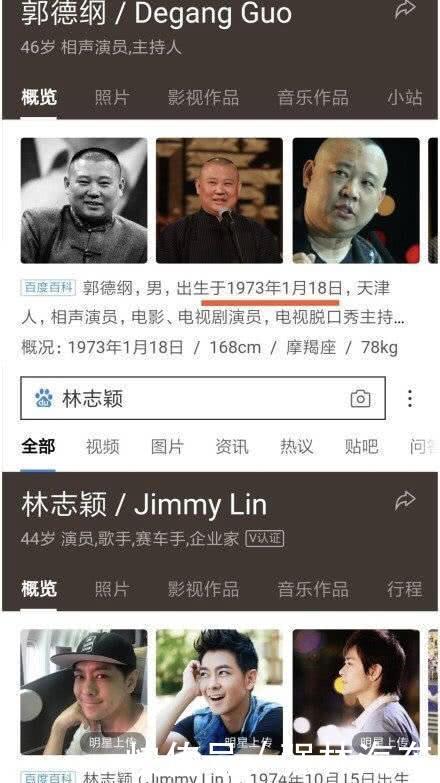 郭德纲 / Degang Guo
46岁 相声演员,主持人
概览 照片 影视作品 音乐作品 小站
百度百科 郭德纲，男，出生于1973年1月18日，天津
人，相声演员，电影、电视剧演员，电视脱口秀主持...
概况：1973年1月18日 / 168cm / 摩羯座 / 78kg
du 林志颖
全部 视频 图片 资讯 热议 贴吧 问答
林志颖 / Jimmy Lin
44岁 演员,歌手,赛车手,企业家 V认证
概览 照片 影视作品 音乐作品 行程
明星上传 明星上传 明星上传
百度百科 林志颖（Jimmy Lin），1974年10月15日出生